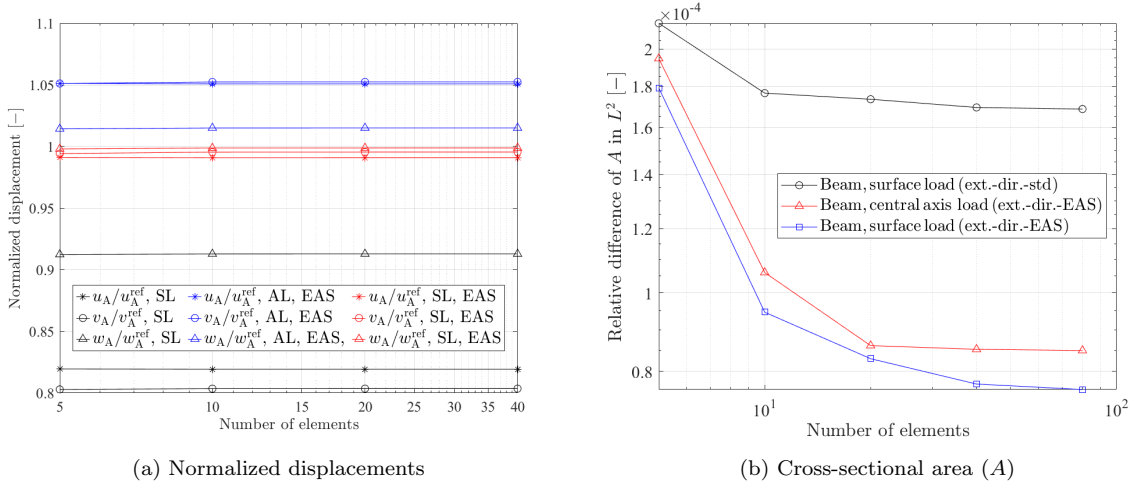 1.1
1.05
1
0.95
0.9
0.85
0.8
Normalized displacement [−]
u_A/u_A^ref, SL u_A/u_A^ref, AL, EAS u_A/u_A^ref, SL, EAS
v_A/v_A^ref, SL v_A/v_A^ref, AL, EAS v_A/v_A^ref, SL, EAS
w_A/w_A^ref, SL w_A/w_A^ref, AL, EAS, w_A/w_A^ref, SL, EAS
5 10 15 20 25 30 35 40
Number of elements
(a) Normalized displacements
×10^-4
2
1.8
1.6
1.4
1.2
1
0.8
Relative difference of A in L^2 [−]
Beam, surface load (ext.-dir.-std)
Beam, central axis load (ext.-dir.-EAS)
Beam, surface load (ext.-dir.-EAS)
10^1 10^2
Number of elements
(b) Cross-sectional area (A)